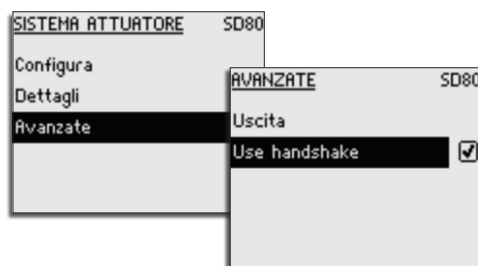 SISTEMA ATTUATORE SD80
Configura
Dettagli
Avanzate
AVANZATE SD80
Uscita
Use handshake